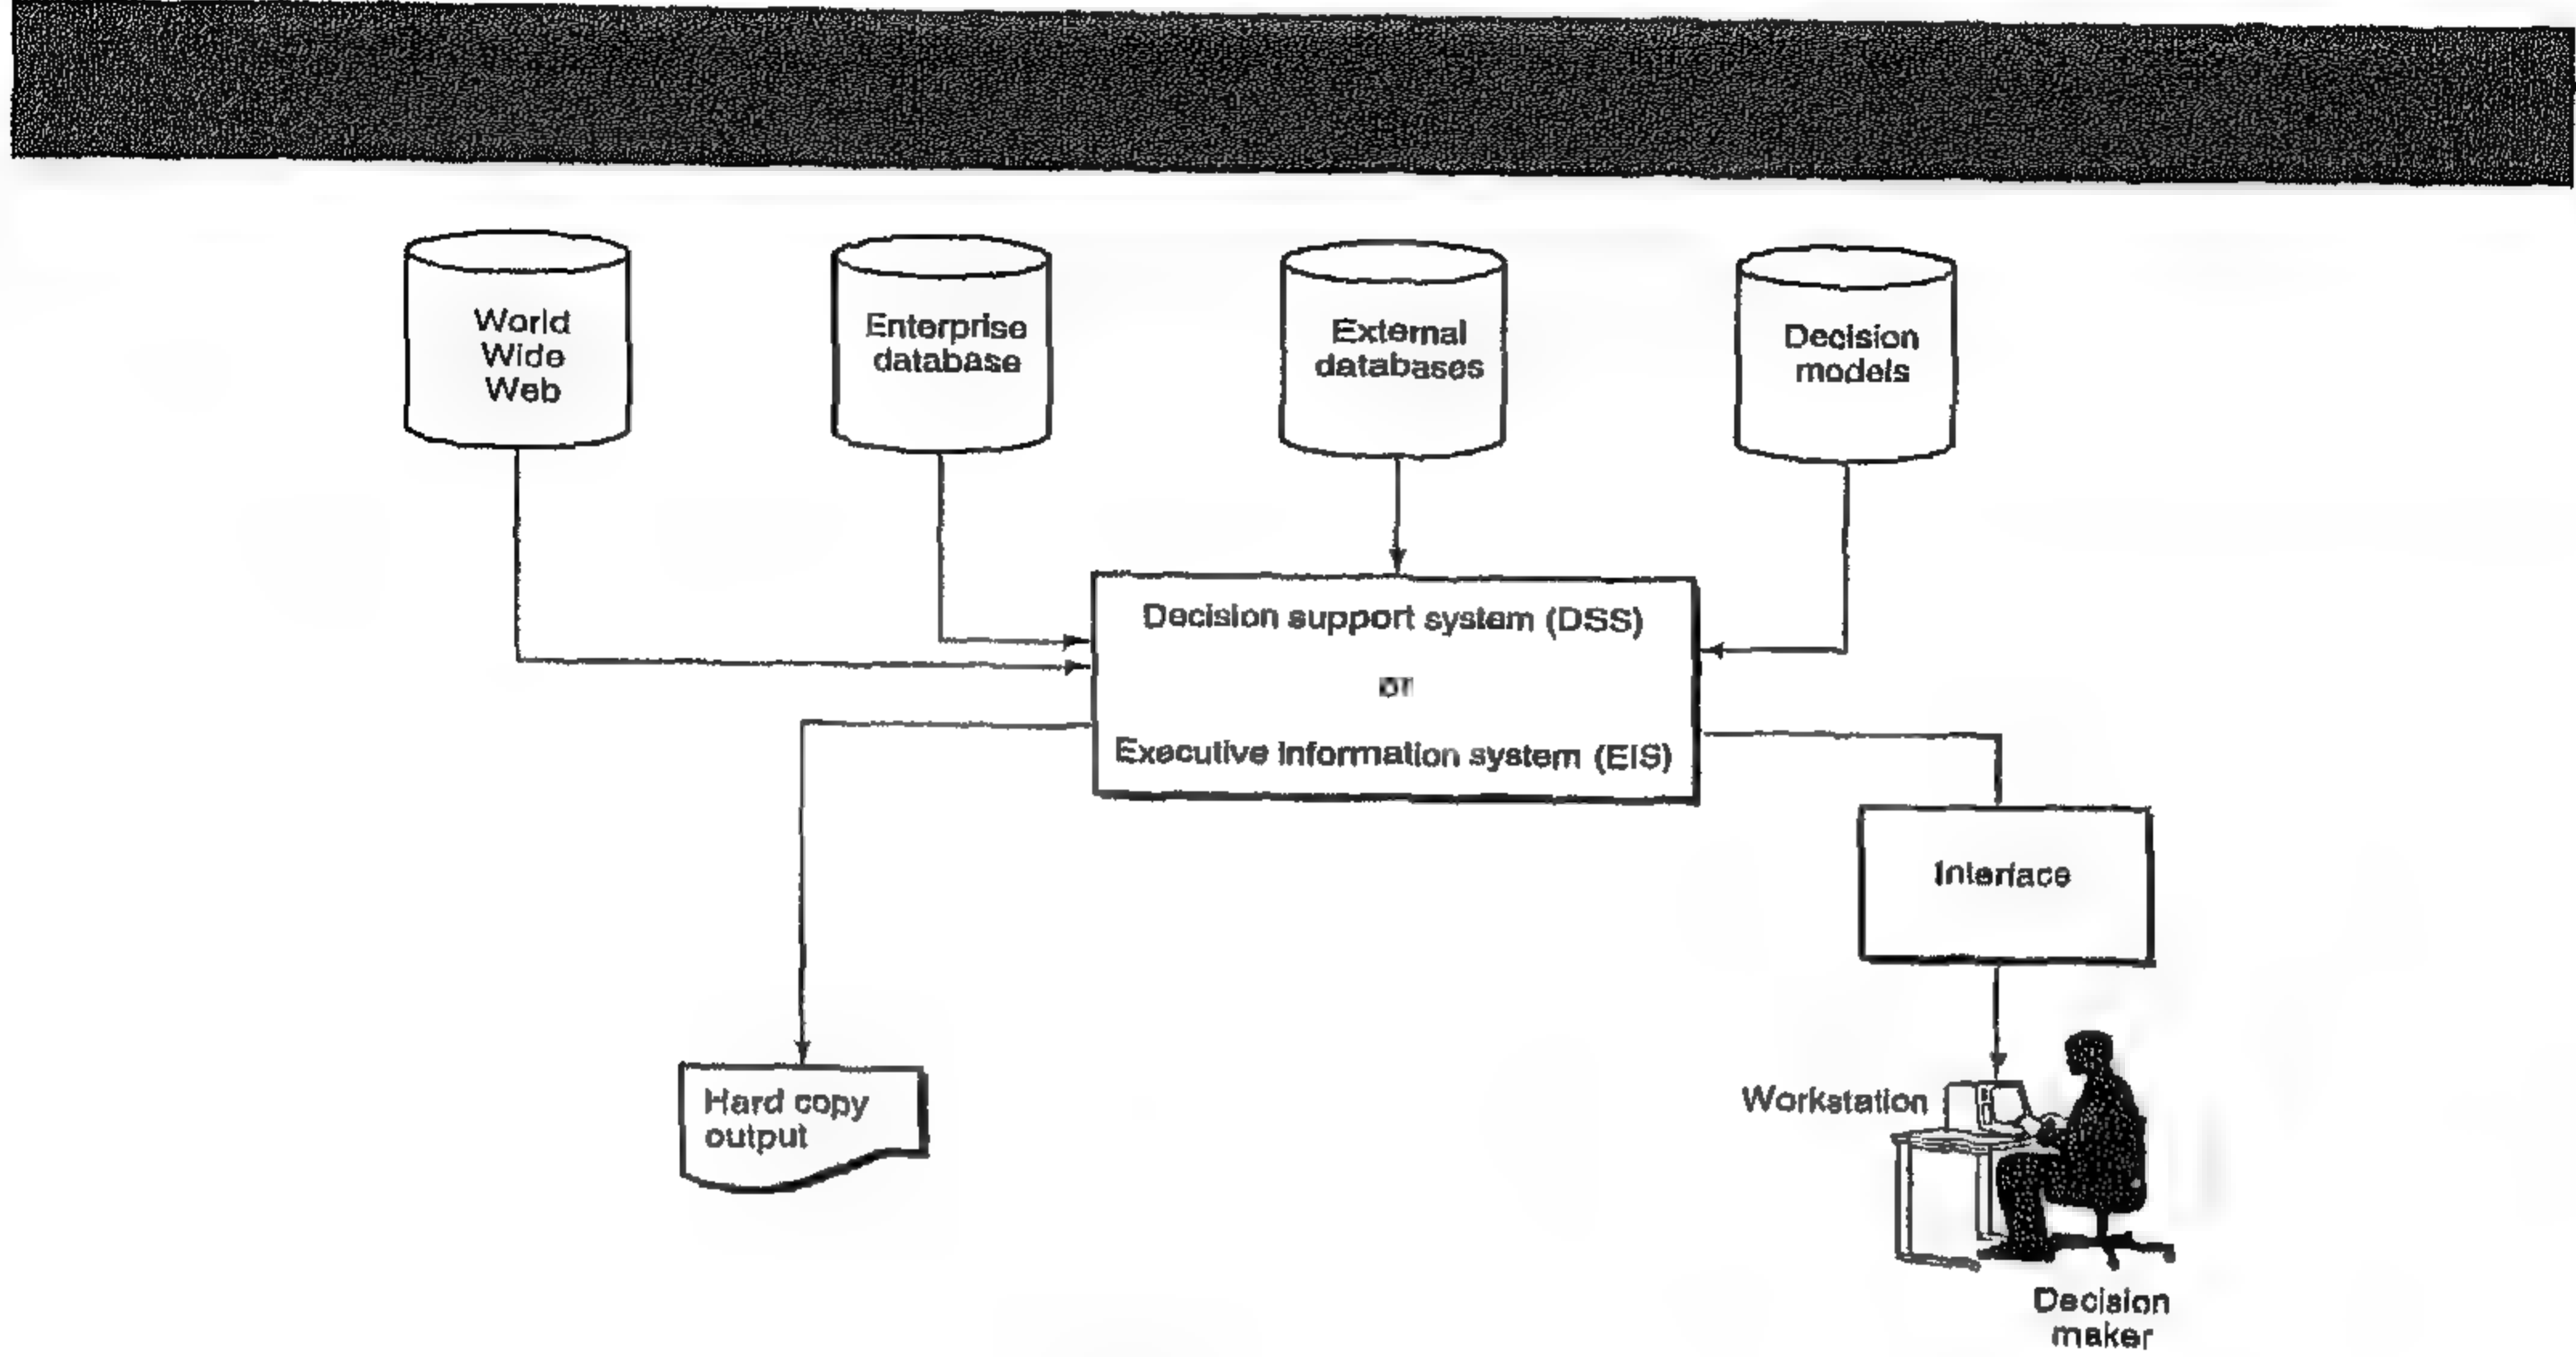 World
Wide
Web
Enterprise
database
External
databases
Decision
models
Decision support system (DSS)
or
Executive information system (EIS)
Interface
Hard copy
output
Workstation
Decision
maker